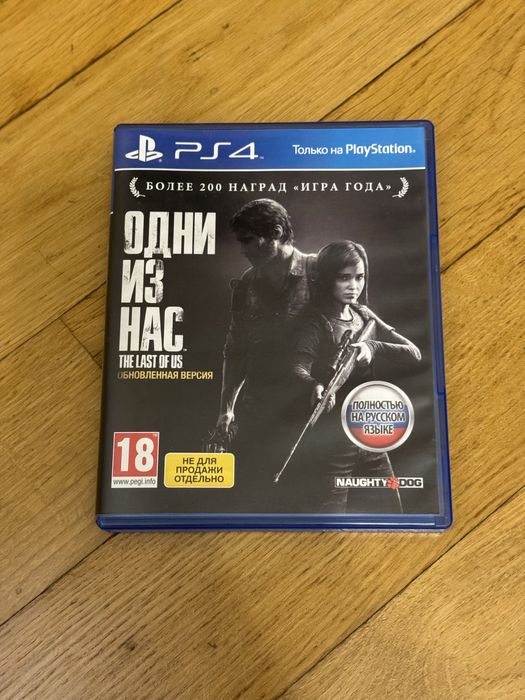 PS4
Только на PlayStation
БОЛЕЕ 200 НАГРАД «ИГРА ГОДА»
ОДНИ
ИЗ
НАС
THE LAST OF US
ОБНОВЛЕННАЯ ВЕРСИЯ
ПОЛНОСТЬЮ
НА РУССКОМ
ЯЗЫКЕ
18
www.pegi.info
НЕ ДЛЯ
ПРОДАЖИ
ОТДЕЛЬНО
NAUGHTY DOG